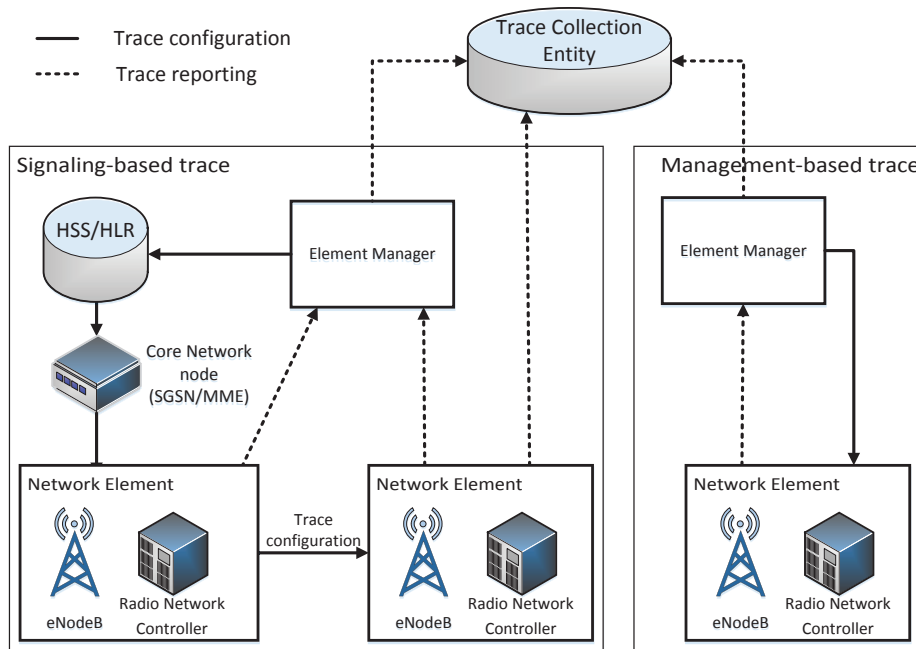 Trace configuration
Trace reporting
Trace Collection
Entity
Signaling-based trace
Management-based trace
HSS/HLR
Element Manager
Element Manager
Core Network
node
(SGSN/MME)
Network Element
Network Element
Network Element
Trace
configuration
eNodeB
Radio Network
Controller
eNodeB
Radio Network
Controller
eNodeB
Radio Network
Controller